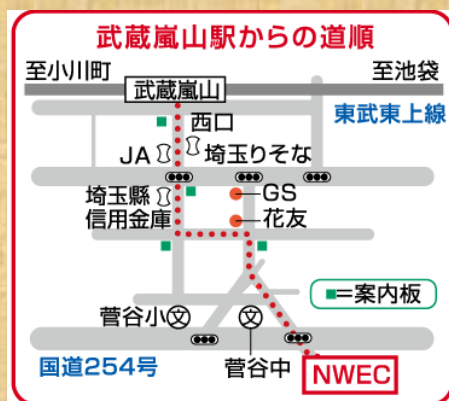 武蔵嵐山駅からの道順
至小川町
至池袋
武蔵嵐山
東武東上線
西口
JA
埼玉りそな
埼玉縣
信用金庫
GS
花友
■=案内板
菅谷小
文
文
国道254号
菅谷中
NWEC